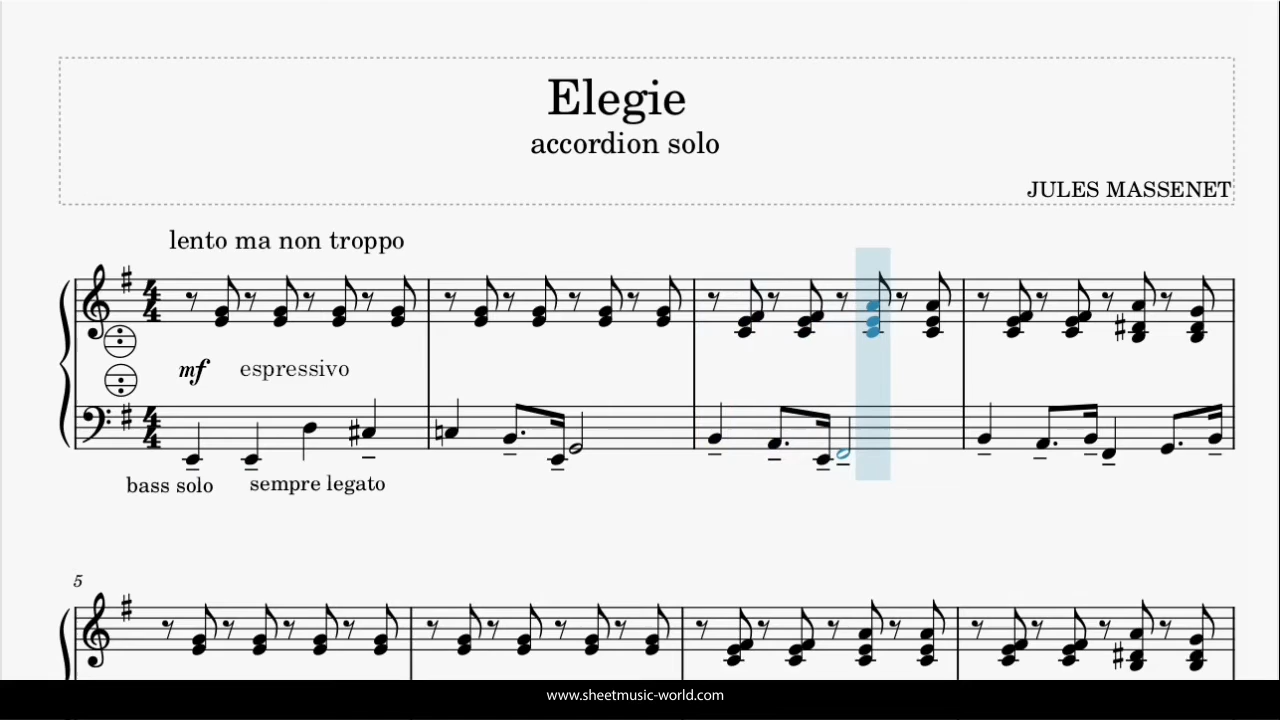 Elegie
accordion solo
JULES MASSENET
lento ma non troppo
mf espressivo
bass solo sempre legato
5
www.sheetmusic-world.com